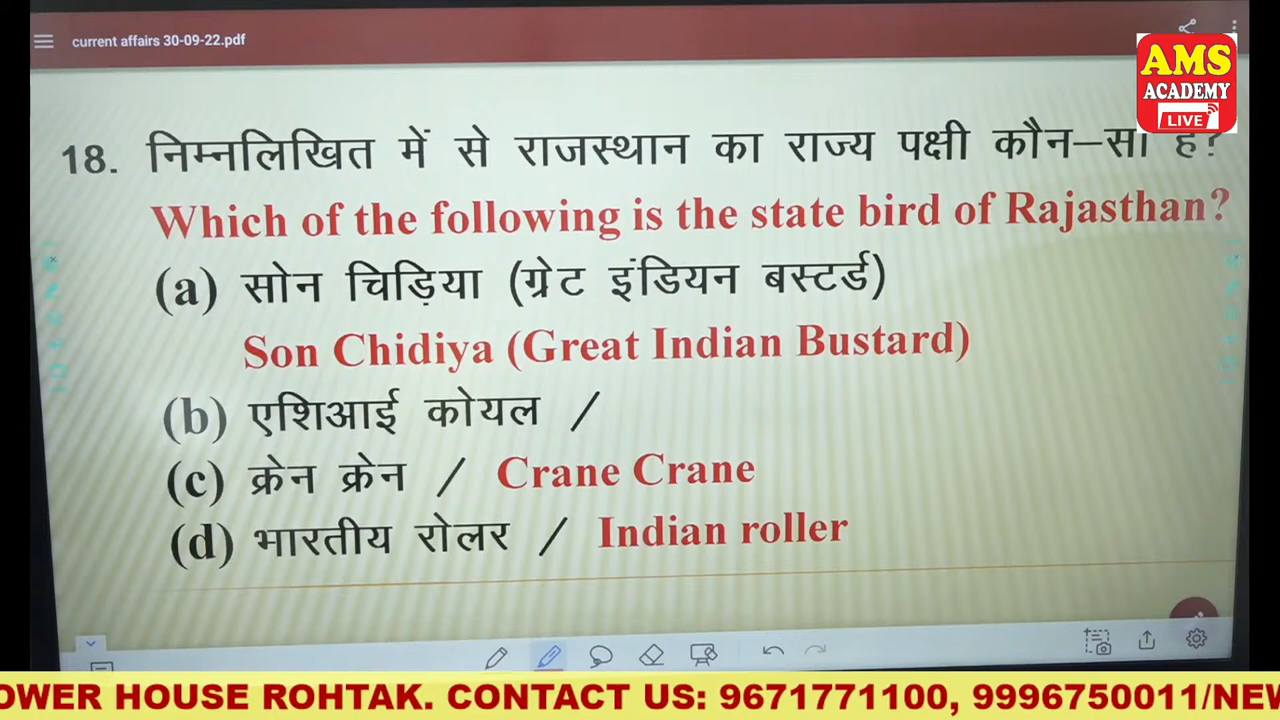 current affairs 30-09-22.pdf
AMS
ACADEMY
LIVE
18. निम्नलिखित में से राजस्थान का राज्य पक्षी कौन–सा है?
Which of the following is the state bird of Rajasthan?
(a) सोन चिड़िया (ग्रेट इंडियन बस्टर्ड)
Son Chidiya (Great Indian Bustard)
(b) एशिआई कोयल /
(c) क्रेन क्रेन / Crane Crane
(d) भारतीय रोलर / Indian roller
OWER HOUSE ROHTAK. CONTACT US: 9671771100, 9996750011/NEW